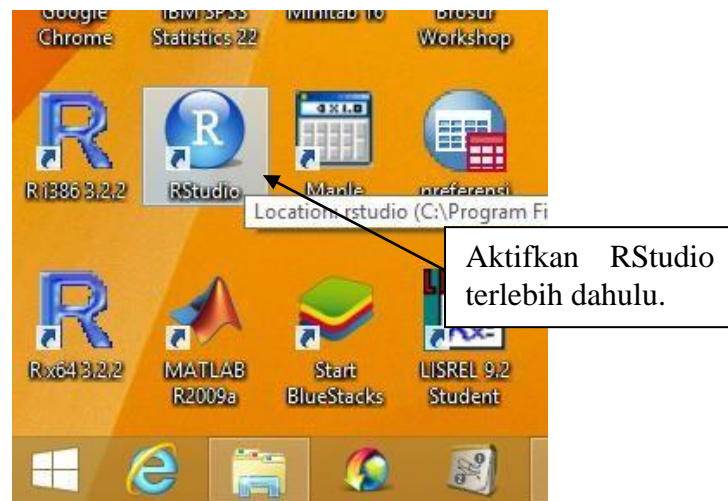 Google
Chrome
IBM SPSS
Statistics 22
Minitab 16
Brosur
Workshop
R i386 3.2.2
RStudio
Maple
preferensi
Location: rstudio (C:\Program Fi
Aktifkan RStudio
terlebih dahulu.
R x64 3.2.2
MATLAB
R2009a
Start
BlueStacks
LISREL 9.2
Student